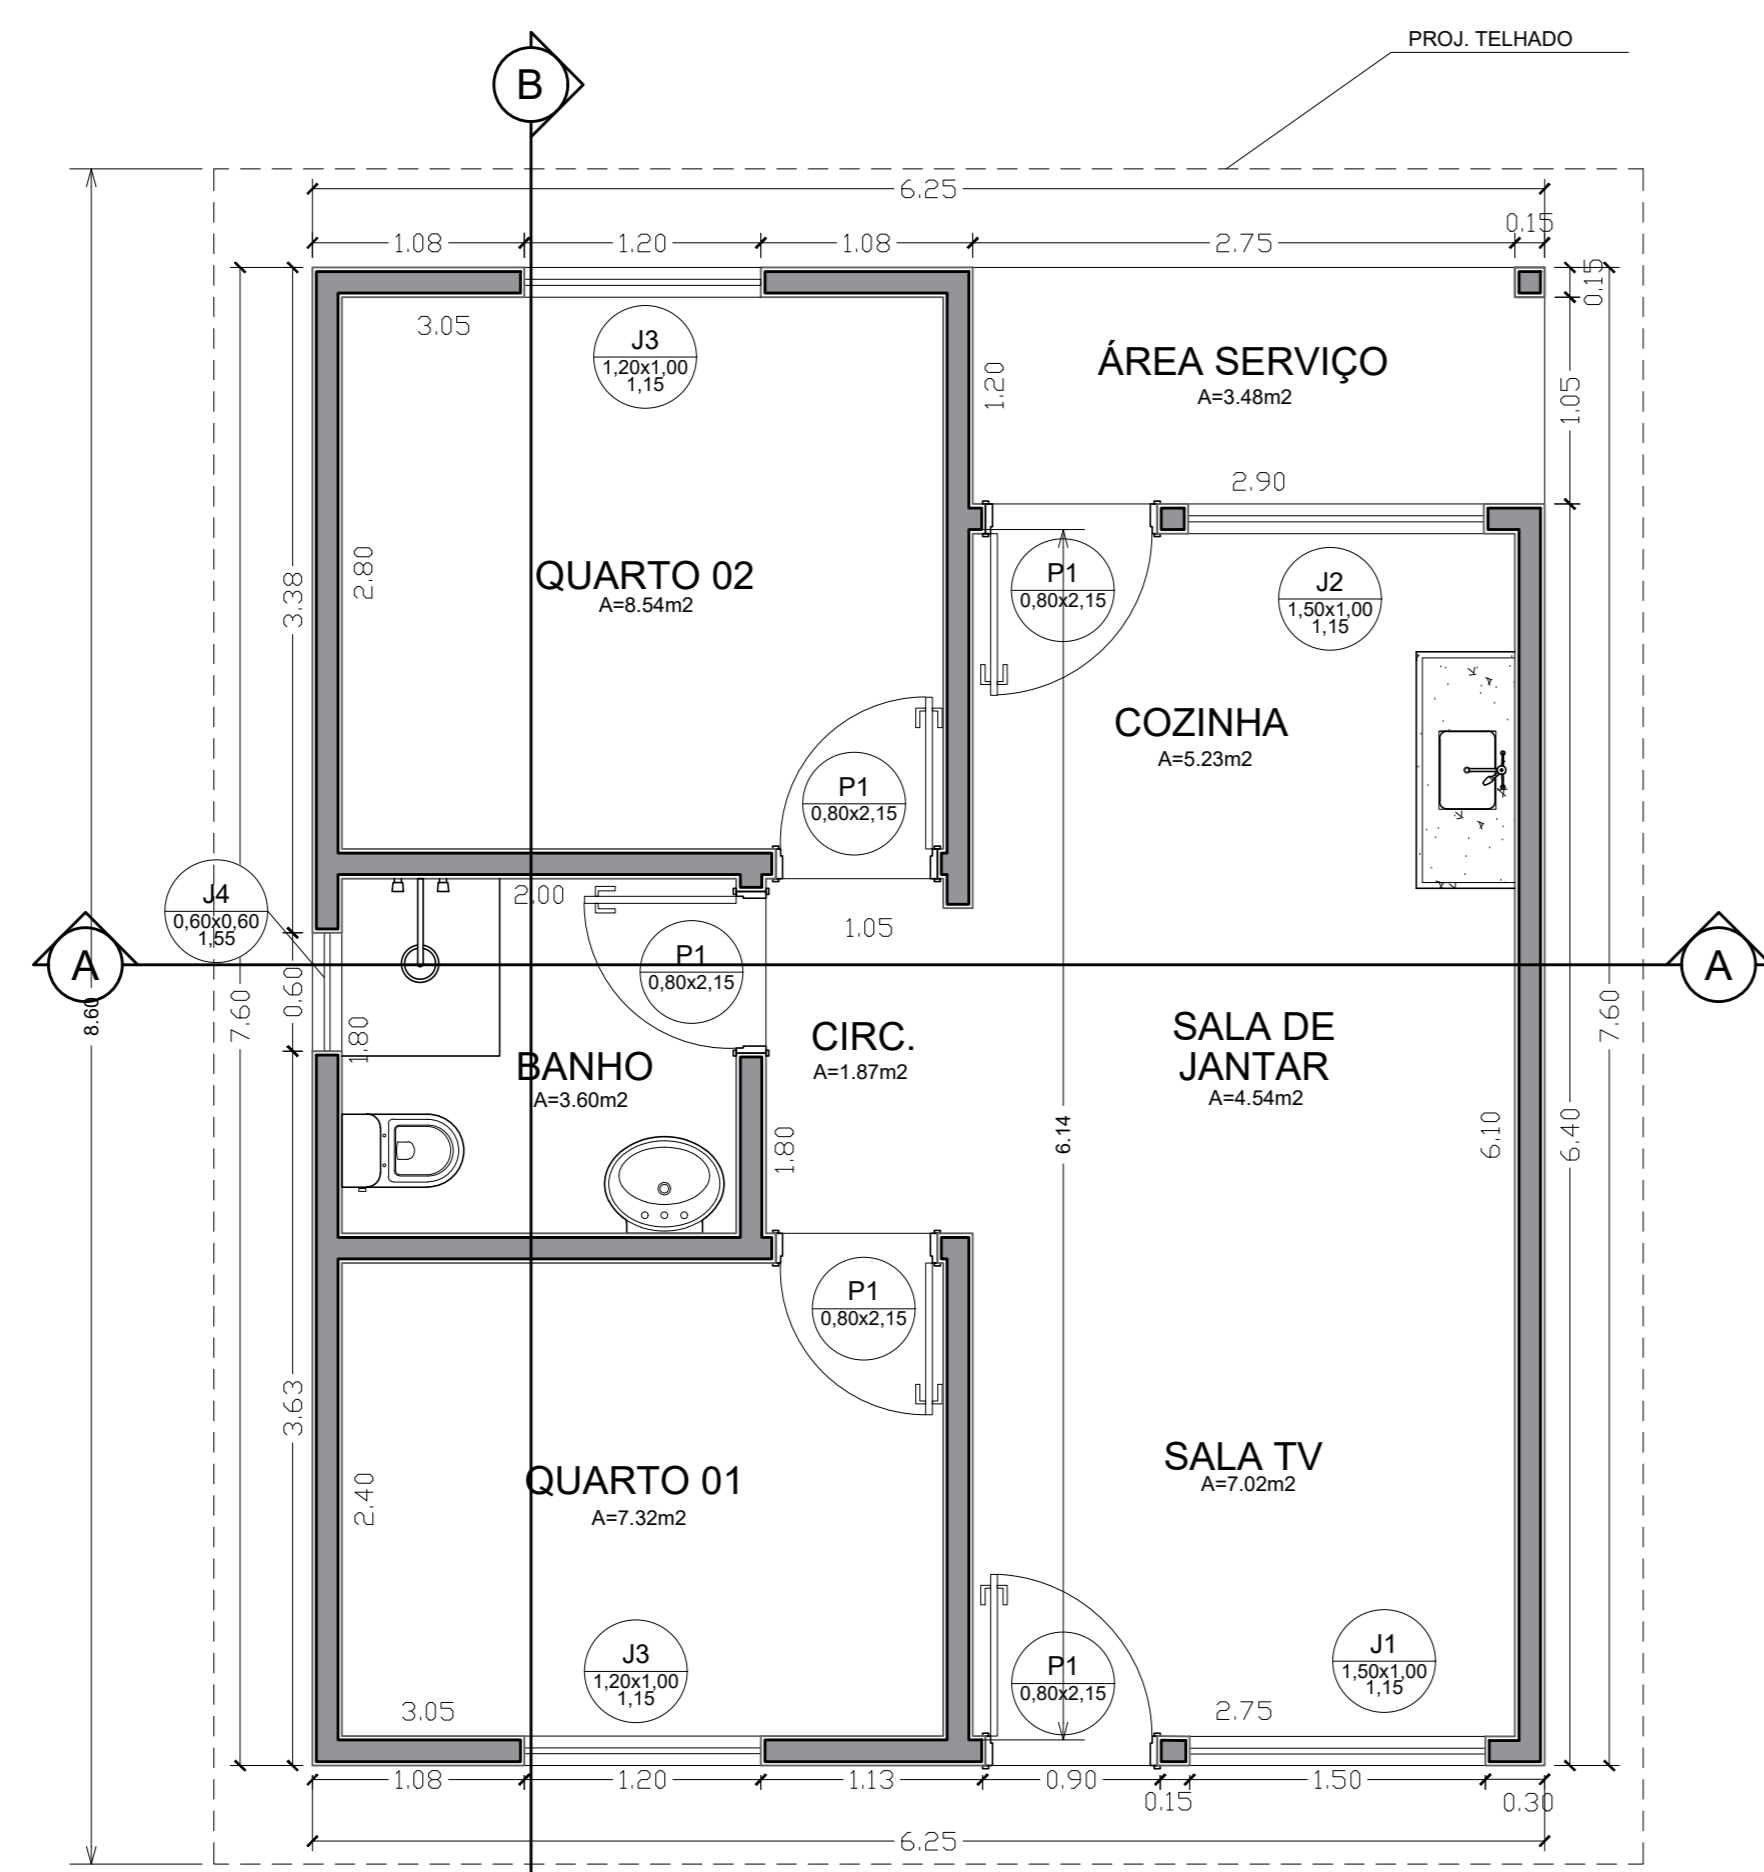 PROJ. TELHADO
B
6.25
0.15
1.08
1.20
1.08
2.75
0.15
3.05
J3
1,20x1,00
1,15
ÁREA SERVIÇO
A=3.48m2
1.20
1.05
2.90
QUARTO 02
A=8.54m2
2.80
3.38
P1
0,80x2,15
J2
1,50x1,00
1,15
COZINHA
A=5.23m2
P1
0,80x2,15
J4
0,60x0,60
1,55
2.00
1.05
P1
0,80x2,15
A
A
8.60
7.60
0.60
1.80
7.60
CIRC.
A=1.87m2
SALA DE
JANTAR
A=4.54m2
BANHO
A=3.60m2
1.80
6.14
6.10
6.40
P1
0,80x2,15
3.63
2.40
QUARTO 01
A=7.32m2
SALA TV
A=7.02m2
J3
1,20x1,00
1,15
P1
0,80x2,15
J1
1,50x1,00
1,15
3.05
2.75
1.08
1.20
1.13
0.90
0.15
1.50
0.30
6.25